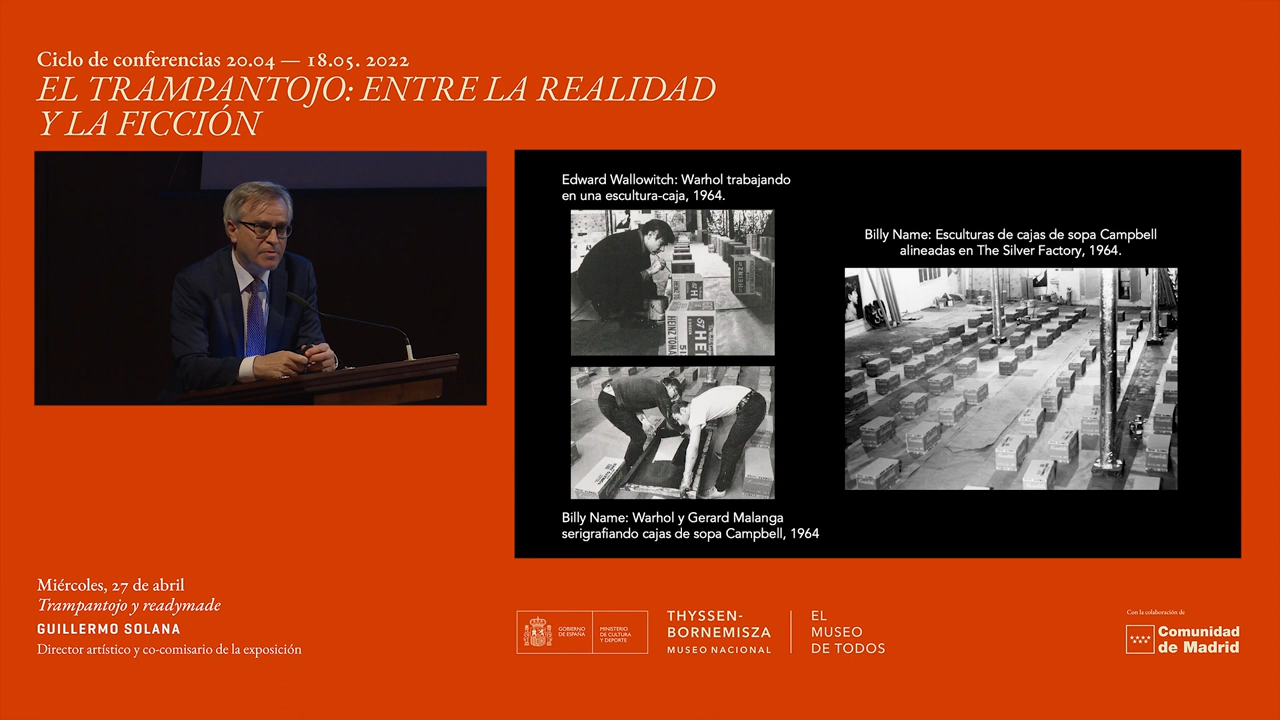 Ciclo de conferencias 20.04 — 18.05. 2022
EL TRAMPANTOJO: ENTRE LA REALIDAD
Y LA FICCIÓN
Edward Wallowitch: Warhol trabajando
en una escultura-caja, 1964.
57
HEINZ
Billy Name: Esculturas de cajas de sopa Campbell
alineadas en The Silver Factory, 1964.
Billy Name: Warhol y Gerard Malanga
serigrafiando cajas de sopa Campbell, 1964
Miércoles, 27 de abril
Trampantojo y readymade
GUILLERMO SOLANA
Director artístico y co-comisario de la exposición
GOBIERNO
DE ESPAÑA
MINISTERIO
DE CULTURA
Y DEPORTE
THYSSEN-
BORNEMISZA
MUSEO NACIONAL
EL
MUSEO
DE TODOS
Con la colaboración de
Comunidad
de Madrid